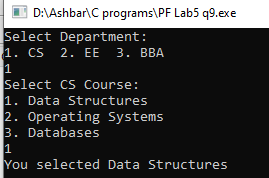 D:\Ashbar\C programs\PF Lab5 q9.exe
Select Department:
1. CS  2. EE  3. BBA
1
Select CS Course:
1. Data Structures
2. Operating Systems
3. Databases
1
You selected Data Structures